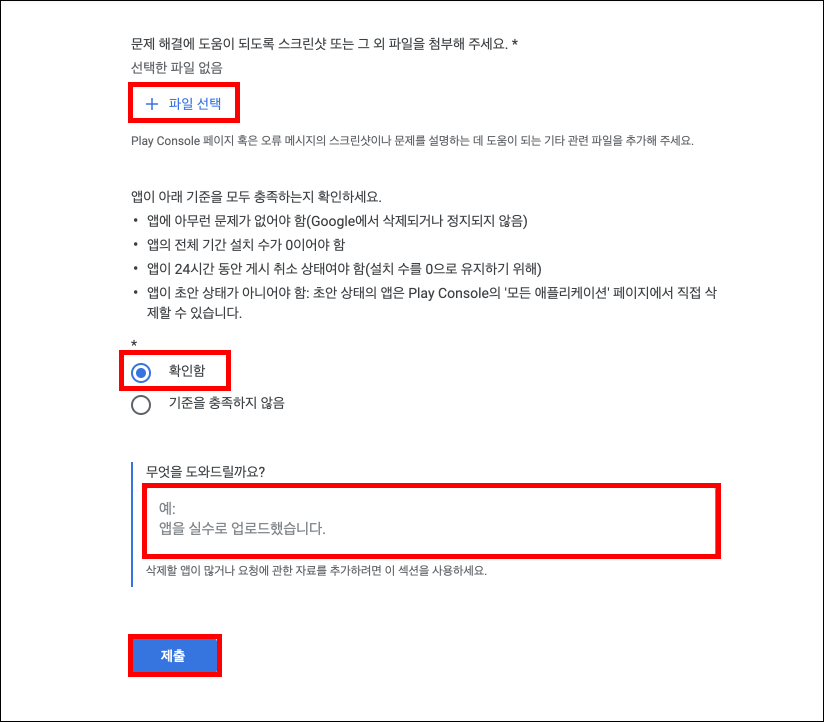 문제 해결에 도움이 되도록 스크린샷 또는 그 외 파일을 첨부해 주세요. *
선택한 파일 없음
+ 파일 선택
Play Console 페이지 혹은 오류 메시지의 스크린샷이나 문제를 설명하는 데 도움이 되는 기타 관련 파일을 추가해 주세요.
앱이 아래 기준을 모두 충족하는지 확인하세요.
• 앱에 아무런 문제가 없어야 함(Google에서 삭제되거나 정지되지 않음)
• 앱의 전체 기간 설치 수가 0이어야 함
• 앱이 24시간 동안 게시 취소 상태여야 함(설치 수를 0으로 유지하기 위해)
• 앱이 초안 상태가 아니어야 함: 초안 상태의 앱은 Play Console의 '모든 애플리케이션' 페이지에서 직접 삭
제할 수 있습니다.
*
확인함
기준을 충족하지 않음
무엇을 도와드릴까요?
예:
앱을 실수로 업로드했습니다.
삭제할 앱이 많거나 요청에 관한 자료를 추가하려면 이 섹션을 사용하세요.
제출